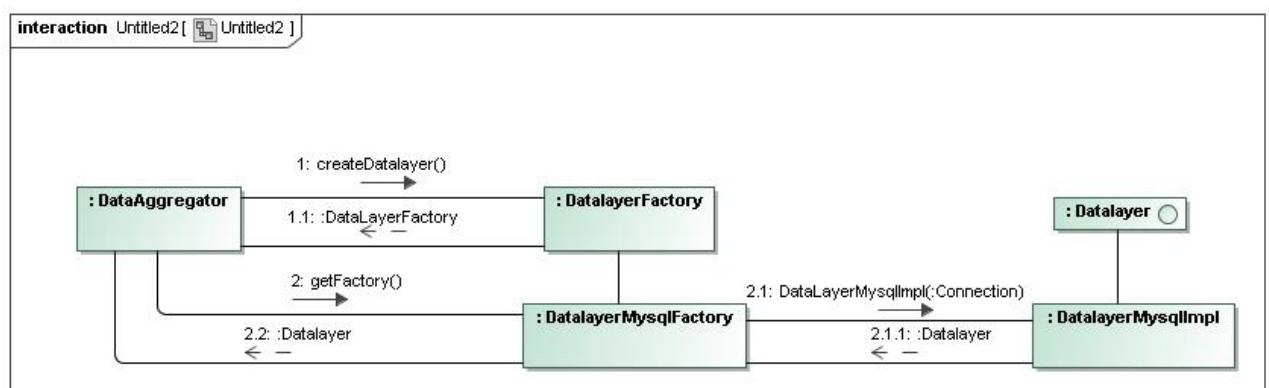 interaction Untitled2 [ Untitled2 ]
1: createDatalayer()
: DataAggregator
: DatalayerFactory
1.1: :DataLayerFactory
: Datalayer
2: getFactory()
2.1: DataLayerMysqlImpl(:Connection)
: DatalayerMysqlFactory
: DatalayerMysqlImpl
2.2: :Datalayer
2.1.1: :Datalayer